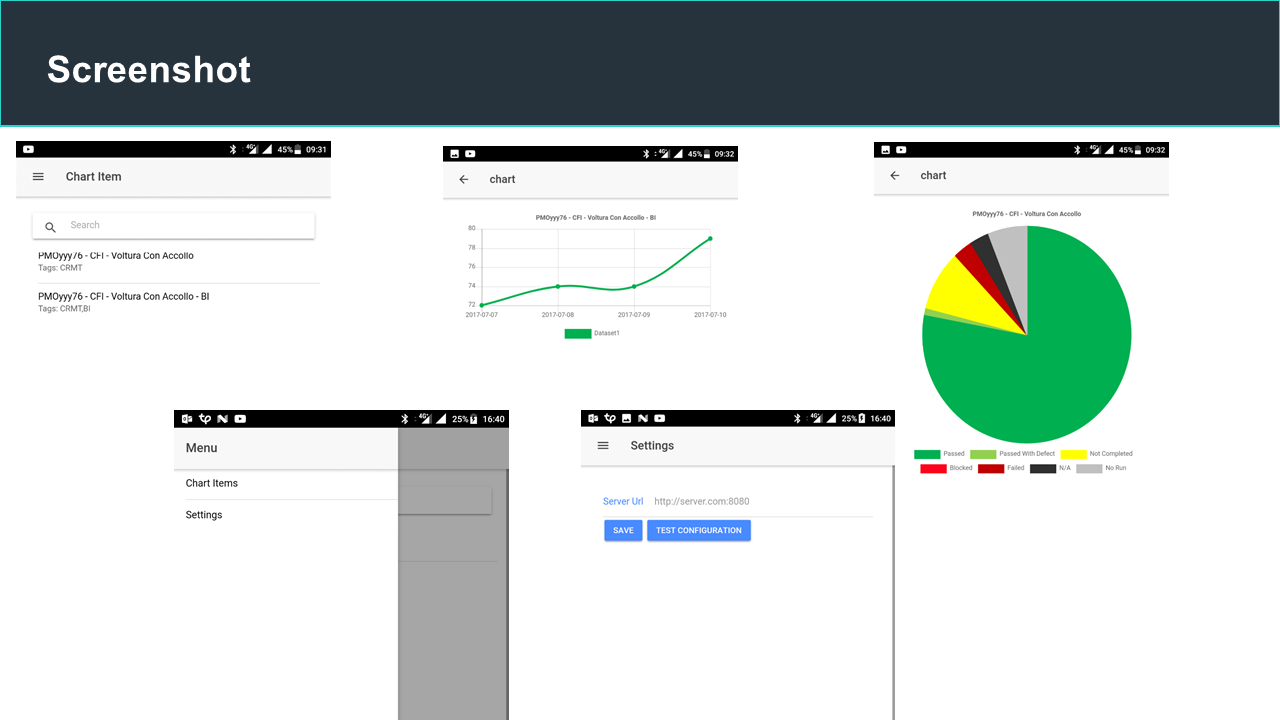 Screenshot
45% 09:31
Chart Item
Search
PMOyyy76 - CFI - Voltura Con Accollo
Tags: CRMT
PMOyyy76 - CFI - Voltura Con Accollo - BI
Tags: CRMT,BI
4G 45% 09:32
chart
PMOyyy76 - CFI - Voltura Con Accollo - BI
80
78
76
74
72
2017-07-07 2017-07-08 2017-07-09 2017-07-10
Dataset1
4G 45% 09:32
chart
PMOyyy76 - CFI - Voltura Con Accollo
Passed Passed With Defect Not Completed
Blocked Failed N/A No Run
4G 25% 16:40
Menu
Chart Items
Settings
4G 25% 16:40
Settings
Server Url http://server.com:8080
SAVE TEST CONFIGURATION